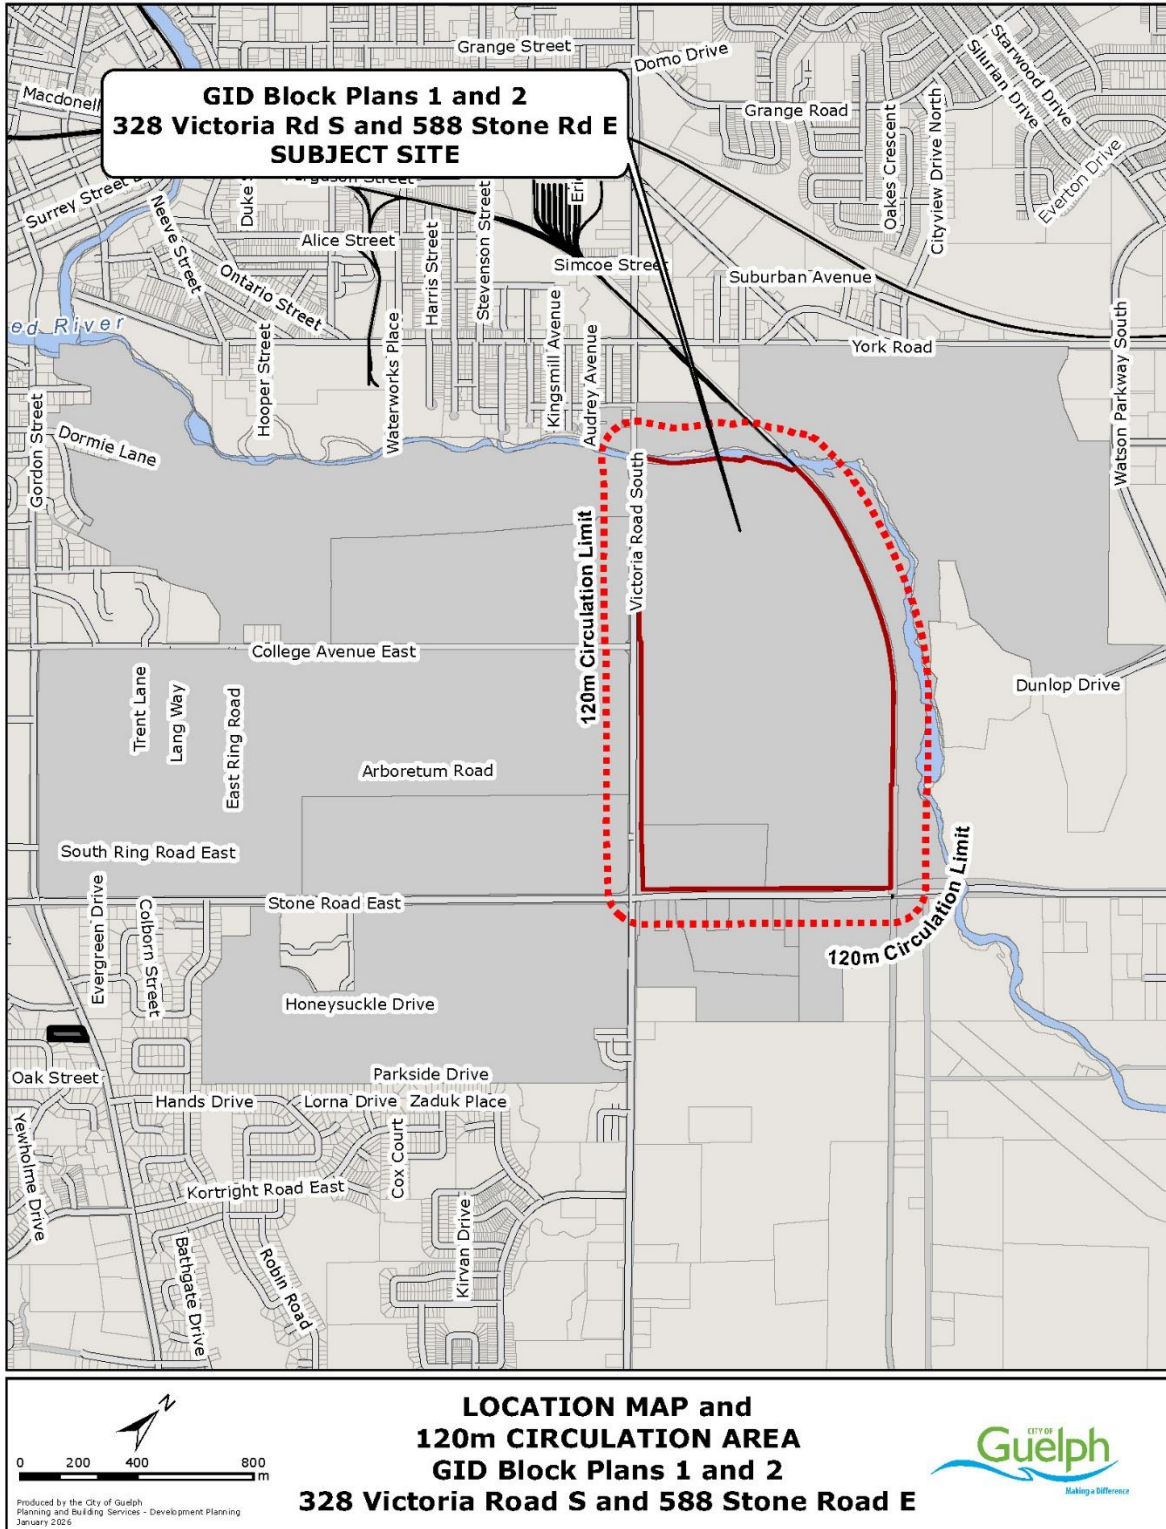 Grange Street
Domo Drive
Starwood Drive
Silurian Drive
Macdonell
GID Block Plans 1 and 2
328 Victoria Rd S and 588 Stone Rd E
SUBJECT SITE
Grange Road
Oakes Crescent
Cityview Drive North
Everton Drive
Surrey Street
Neeve Street
Duke
Ferguson Street
Alice Street
Ontario Street
Harris Street
Stevenson Street
Simcoe Street
Suburban Avenue
ed River
Hooper Street
Waterworks Place
Kingsmill Avenue
Audrey Avenue
York Road
Watson Parkway South
Gordon Street
Dormie Lane
Victoria Road South
120m Circulation Limit
College Avenue East
Trent Lane
Lang Way
East Ring Road
Arboretum Road
Dunlop Drive
South Ring Road East
Stone Road East
120m Circulation Limit
Evergreen Drive
Colborn Street
Honeysuckle Drive
Oak Street
Parkside Drive
Hands Drive
Lorna Drive
Zaduk Place
Yewholme Drive
Cox Court
Kortright Road East
Bathgate Drive
Robin Road
Kirvan Drive
N
0 200 400 800
m
Produced by the City of Guelph
Planning and Building Services - Development Planning
January 2026
LOCATION MAP and
120m CIRCULATION AREA
GID Block Plans 1 and 2
328 Victoria Road S and 588 Stone Road E
CITY OF
Guelph
Making a Difference